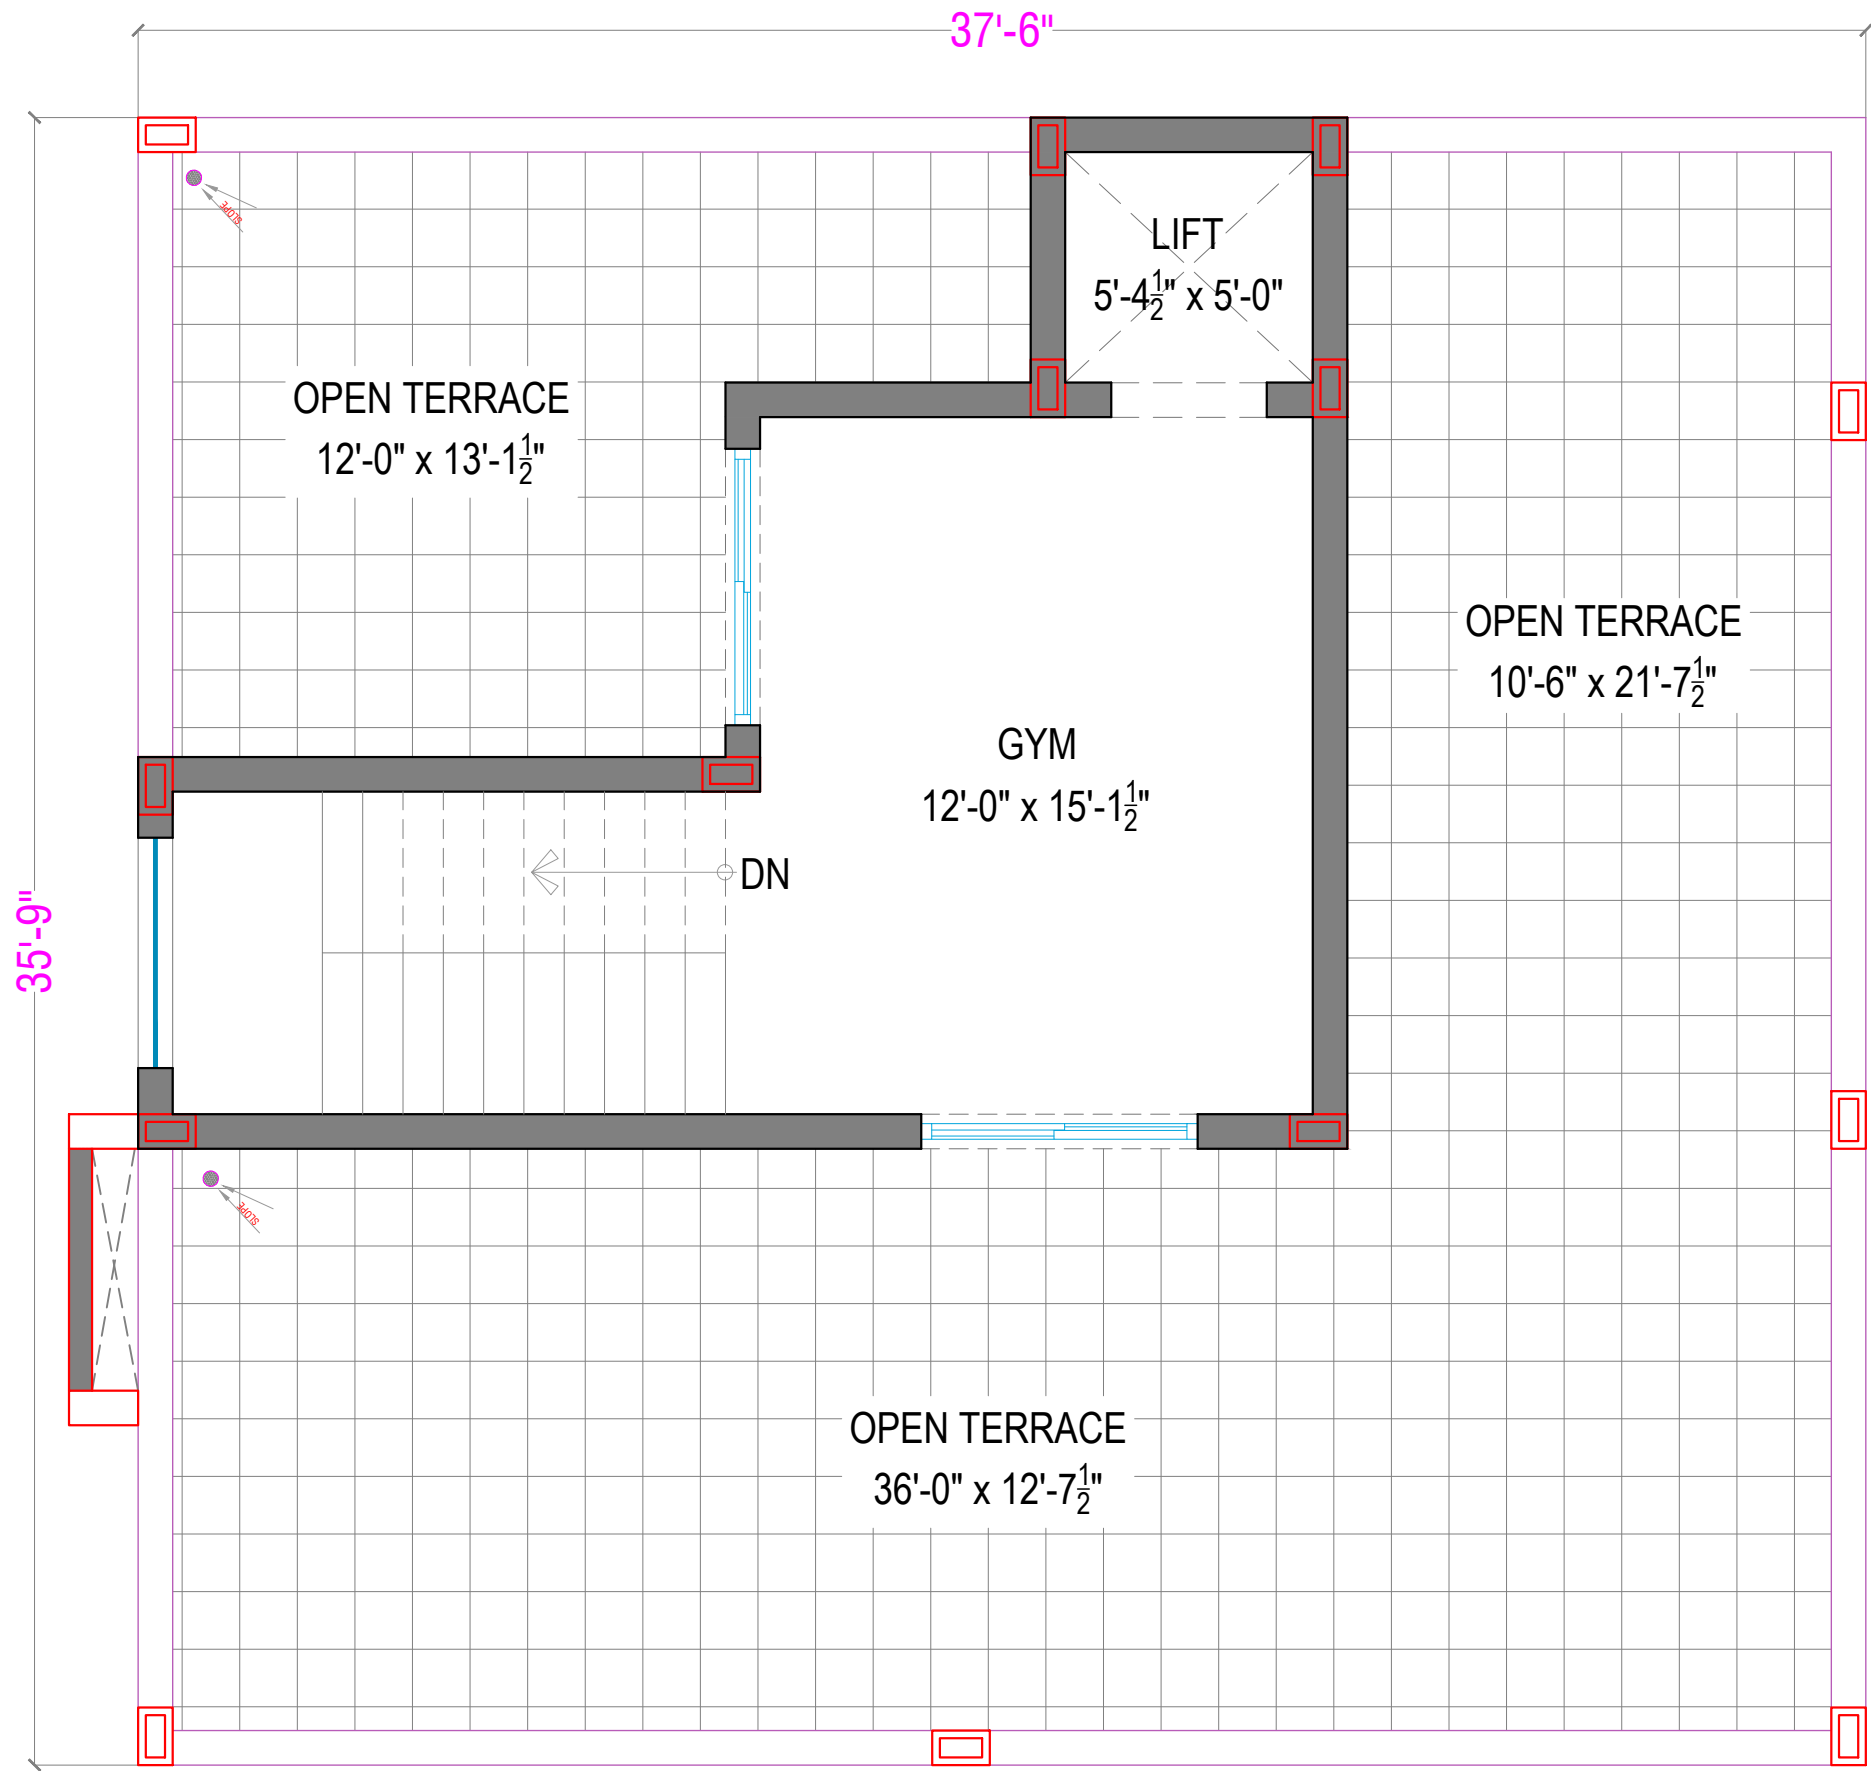 37'-6"
SLOPE
LIFT
5'-4½" x 5'-0"
OPEN TERRACE
12'-0" x 13'-1½"
OPEN TERRACE
10'-6" x 21'-7½"
GYM
12'-0" x 15'-1½"
DN
35'-9"
SLOPE
OPEN TERRACE
36'-0" x 12'-7½"